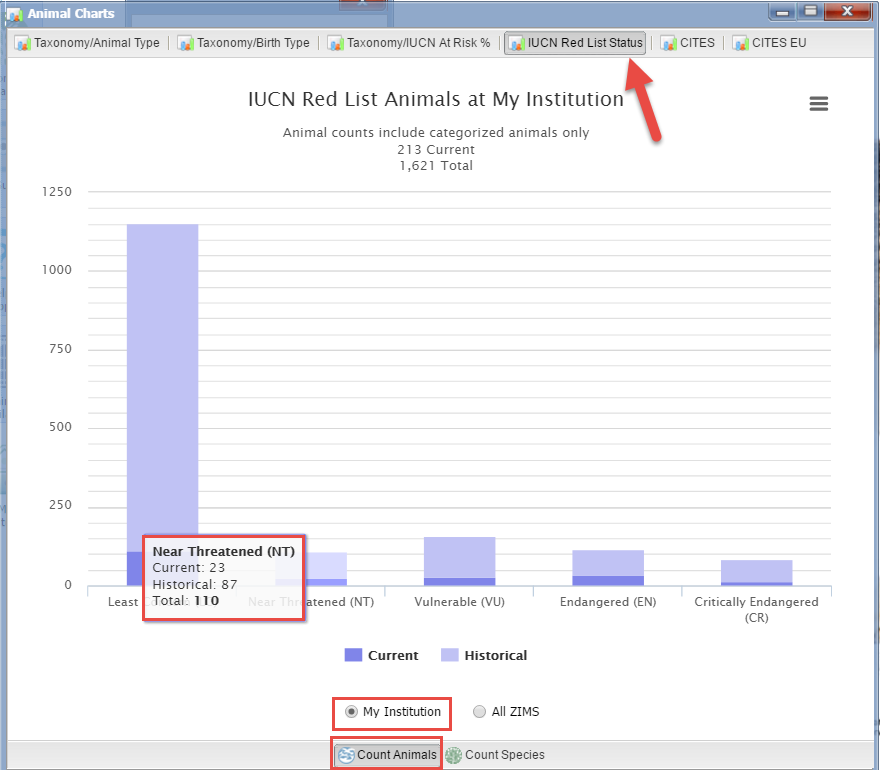 Animal Charts
Taxonomy/Animal Type Taxonomy/Birth Type Taxonomy/IUCN At Risk % IUCN Red List Status CITES CITES EU
IUCN Red List Animals at My Institution
Animal counts include categorized animals only
213 Current
1,621 Total
1250
1000
750
500
250
0
Near Threatened (NT)
Current: 23
Historical: 87
Total: 110
Least Near Threatened (NT) Vulnerable (VU) Endangered (EN) Critically Endangered
(CR)
Current Historical
My Institution All ZIMS
Count Animals Count Species